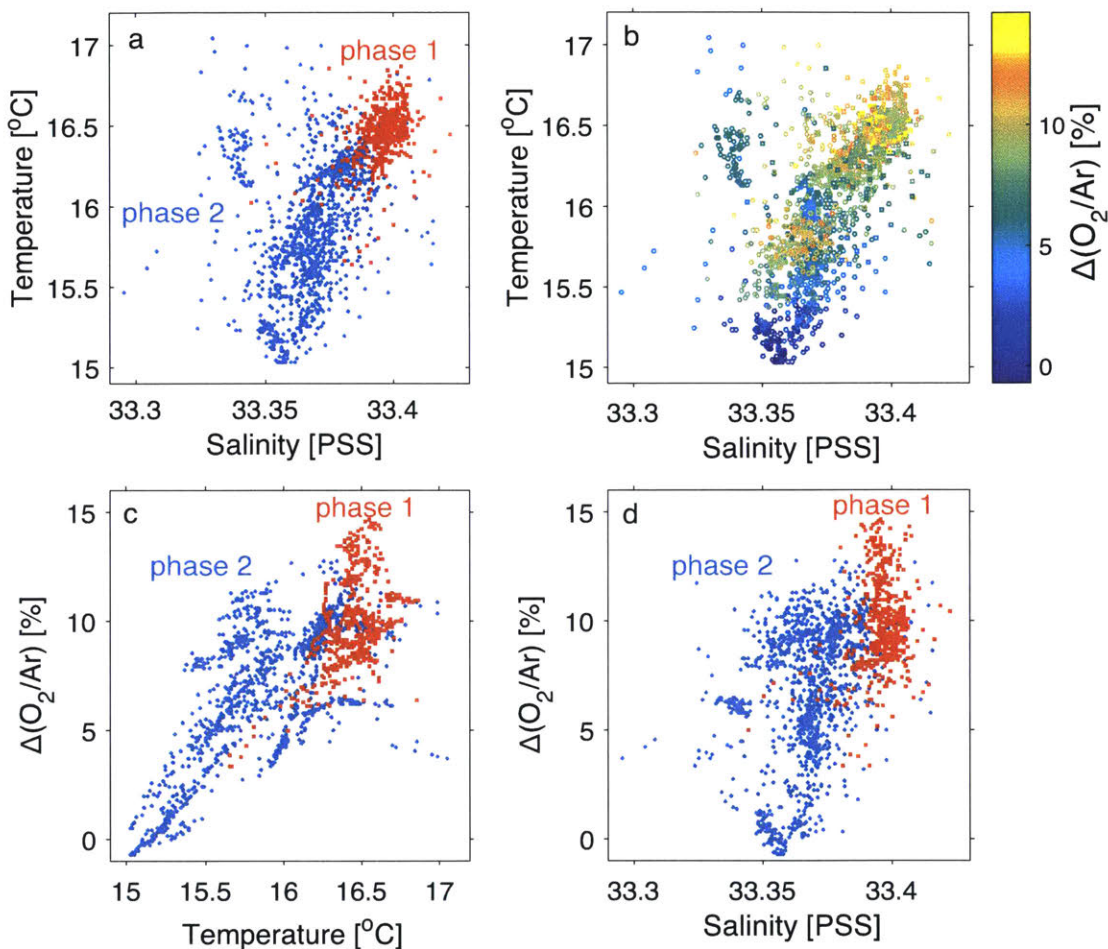 a
phase 1
phase 2
17
16.5
16
15.5
15
Temperature [°C]
33.3
33.35
33.4
Salinity [PSS]
b
17
16.5
16
15.5
15
Temperature [°C]
33.3
33.35
33.4
Salinity [PSS]
10
5
0
Δ(O₂/Ar) [%]
c
phase 1
phase 2
15
10
5
0
Δ(O₂/Ar) [%]
15
15.5
16
16.5
17
Temperature [°C]
d
phase 1
phase 2
15
10
5
0
Δ(O₂/Ar) [%]
33.3
33.35
33.4
Salinity [PSS]